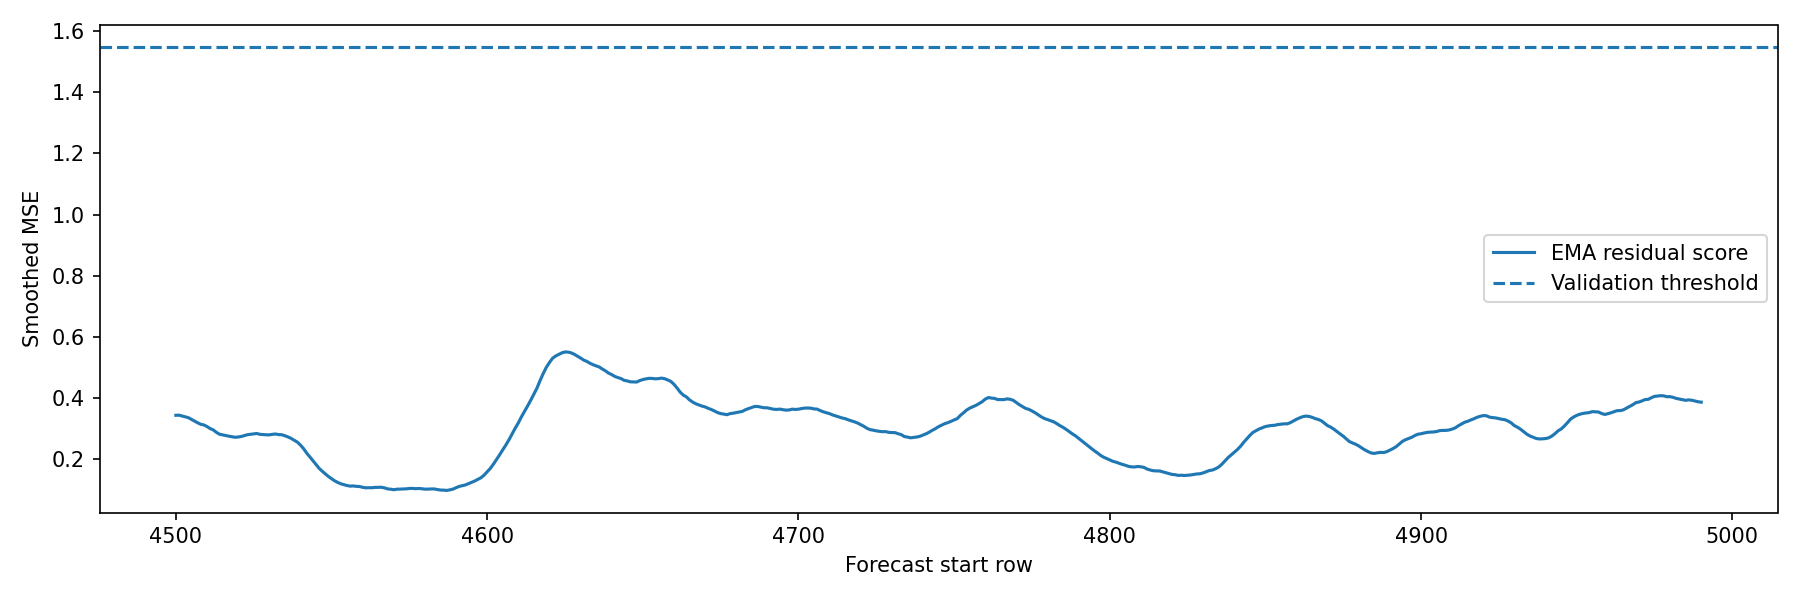 1.6
1.4
1.2
1.0
0.8
0.6
0.4
0.2
Smoothed MSE
EMA residual score
Validation threshold
4500 4600 4700 4800 4900 5000
Forecast start row